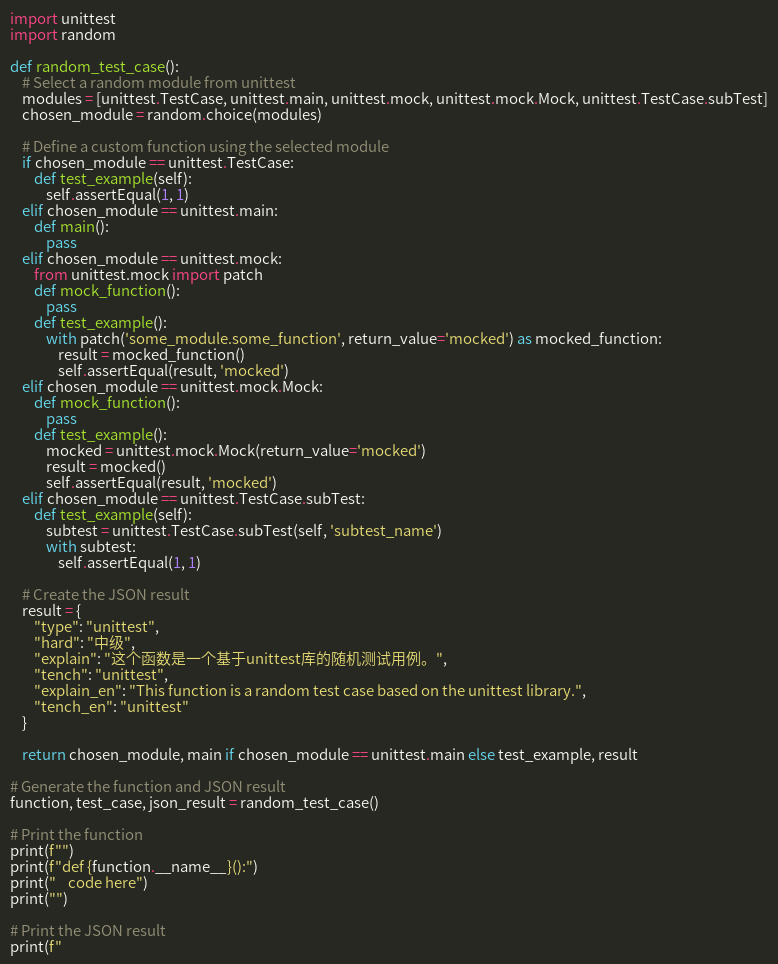 import unittest
import random

def random_test_case():
    # Select a random module from unittest
    modules = [unittest.TestCase, unittest.main, unittest.mock, unittest.mock.Mock, unittest.TestCase.subTest]
    chosen_module = random.choice(modules)

    # Define a custom function using the selected module
    if chosen_module == unittest.TestCase:
        def test_example(self):
            self.assertEqual(1, 1)
    elif chosen_module == unittest.main:
        def main():
            pass
    elif chosen_module == unittest.mock:
        from unittest.mock import patch
        def mock_function():
            pass
        def test_example():
            with patch('some_module.some_function', return_value='mocked') as mocked_function:
                result = mocked_function()
                self.assertEqual(result, 'mocked')
    elif chosen_module == unittest.mock.Mock:
        def mock_function():
            pass
        def test_example():
            mocked = unittest.mock.Mock(return_value='mocked')
            result = mocked()
            self.assertEqual(result, 'mocked')
    elif chosen_module == unittest.TestCase.subTest:
        def test_example(self):
            subtest = unittest.TestCase.subTest(self, 'subtest_name')
            with subtest:
                self.assertEqual(1, 1)

    # Create the JSON result
    result = {
        "type": "unittest",
        "hard": "中级",
        "explain": "这个函数是一个基于unittest库的随机测试用例。",
        "tench": "unittest",
        "explain_en": "This function is a random test case based on the unittest library.",
        "tench_en": "unittest"
    }

    return chosen_module, main if chosen_module == unittest.main else test_example, result

# Generate the function and JSON result
function, test_case, json_result = random_test_case()

# Print the function
print(f"")
print(f"def {function.__name__}():")
print("    code here")
print("")

# Print the JSON result
print(f"